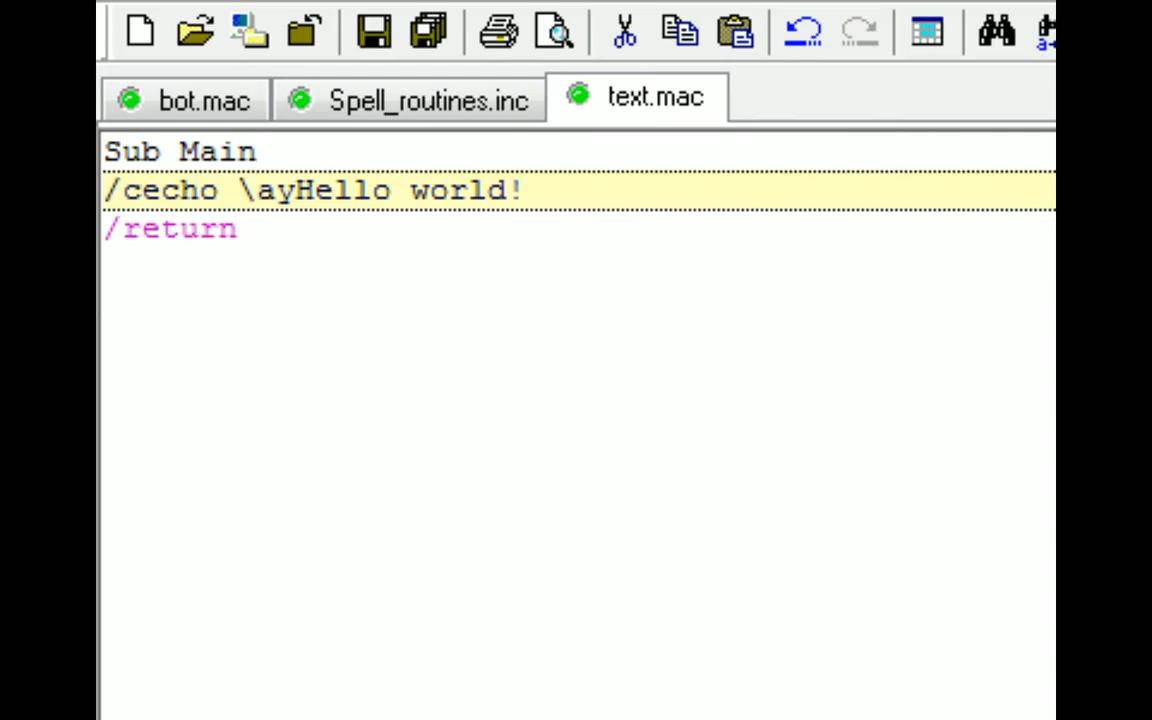 bot.mac Spell_routines.inc text.mac
Sub Main
/cecho \ayHello world!
/return